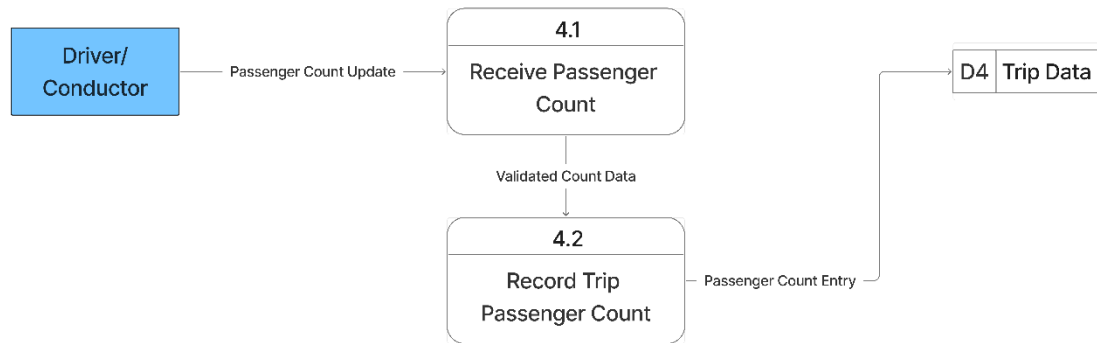 Driver/
Conductor
Passenger Count Update
4.1
Receive Passenger
Count
D4 Trip Data
Validated Count Data
4.2
Record Trip
Passenger Count
Passenger Count Entry